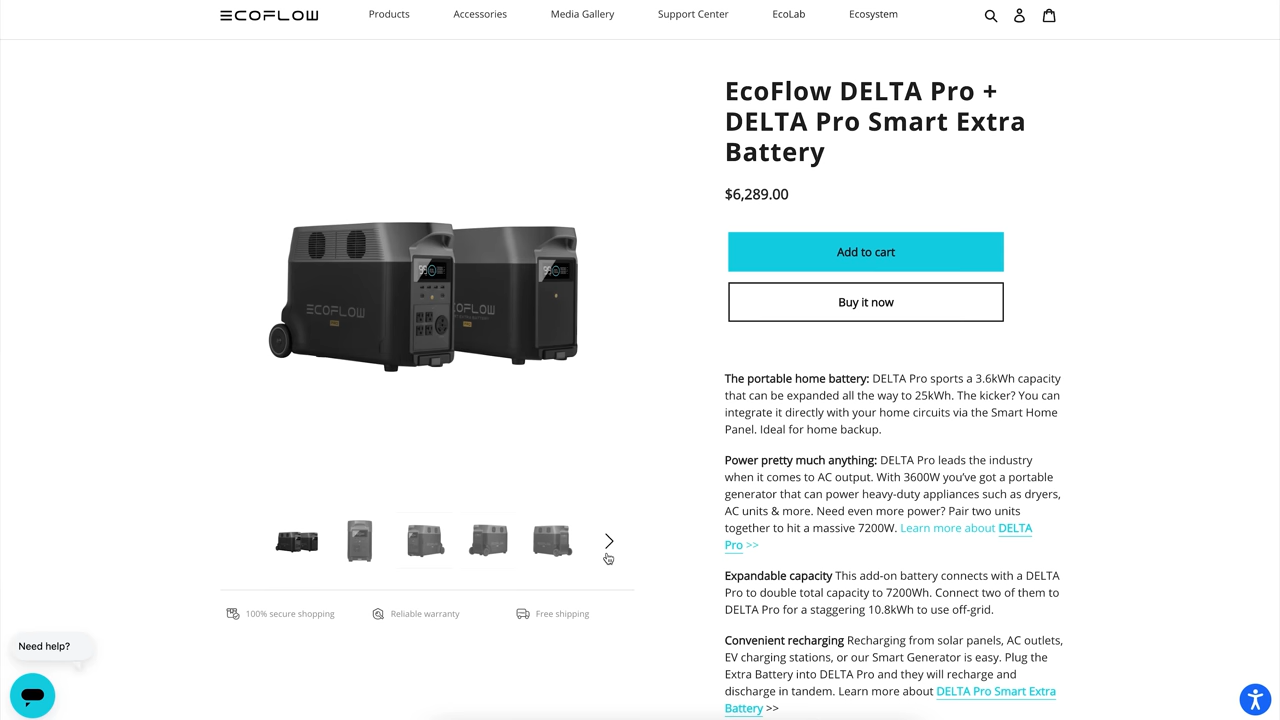 ECOFLOW
Products
Accessories
Media Gallery
Support Center
EcoLab
Ecosystem
EcoFlow DELTA Pro +
DELTA Pro Smart Extra
Battery
$6,289.00
Add to cart
Buy it now
99
99
ECOFLOW
The portable home battery: DELTA Pro sports a 3.6kWh capacity
that can be expanded all the way to 25kWh. The kicker? You can
integrate it directly with your home circuits via the Smart Home
Panel. Ideal for home backup.
Power pretty much anything: DELTA Pro leads the industry
when it comes to AC output. With 3600W you’ve got a portable
generator that can power heavy-duty appliances such as dryers,
AC units & more. Need even more power? Pair two units
together to hit a massive 7200W. Learn more about DELTA
Pro >>
Expandable capacity This add-on battery connects with a DELTA
Pro to double total capacity to 7200Wh. Connect two of them to
DELTA Pro for a staggering 10.8kWh to use off-grid.
Convenient recharging Recharging from solar panels, AC outlets,
EV charging stations, or our Smart Generator is easy. Plug the
Extra Battery into DELTA Pro and they will recharge and
discharge in tandem. Learn more about DELTA Pro Smart Extra
Battery >>
100% secure shopping
Reliable warranty
Free shipping
Need help?